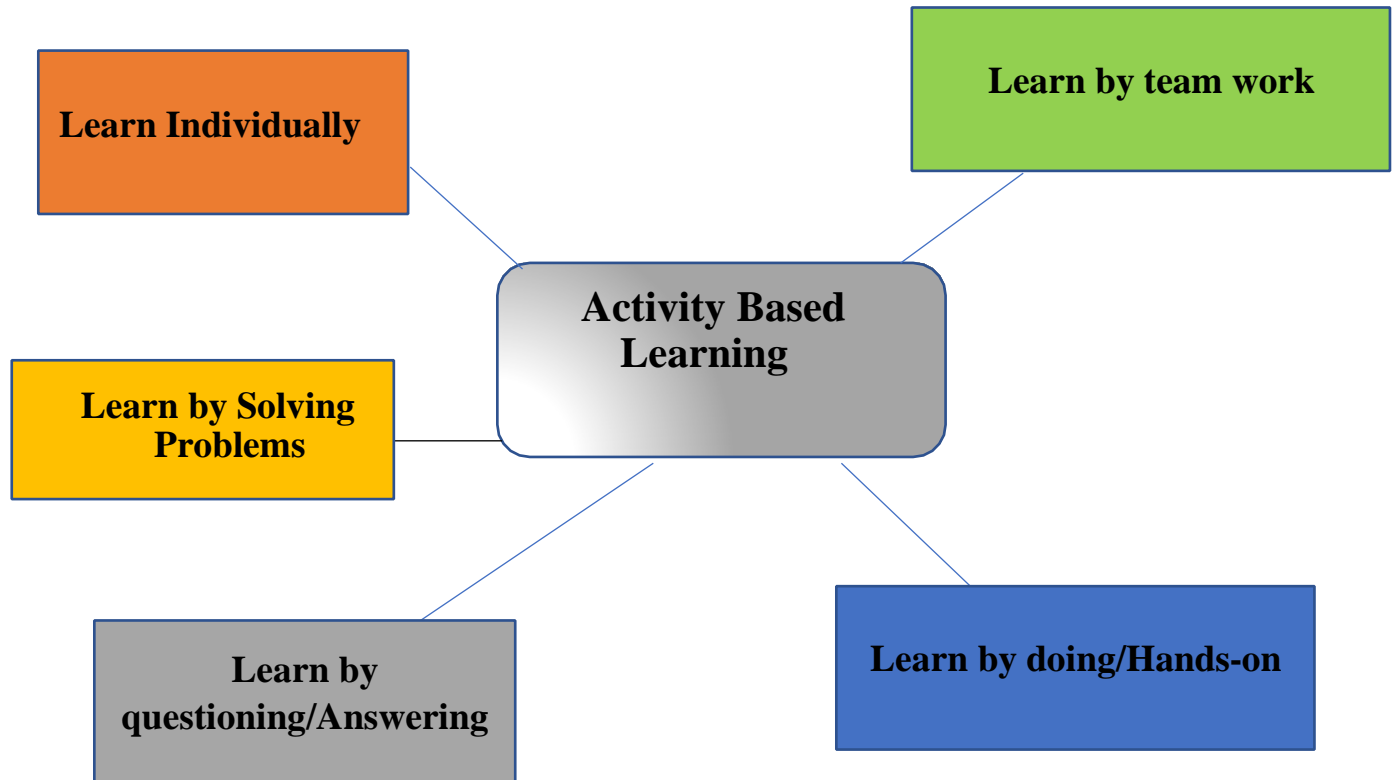 Learn by team work
Learn Individually
Activity Based
Learning
Learn by Solving
Problems
Learn by doing/Hands-on
Learn by
questioning/Answering